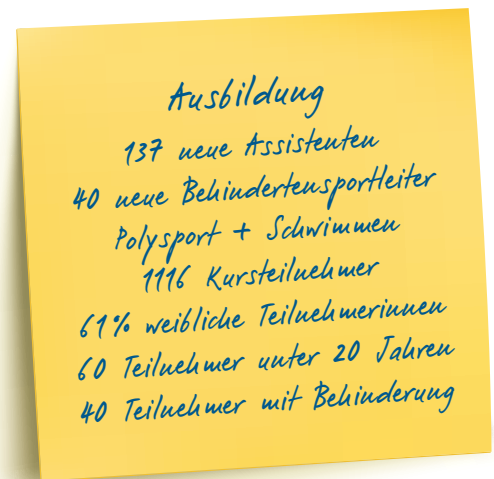 Ausbildung
137 neue Assistenten
40 neue Behindertensportleiter
Polysport + Schwimmen
1116 Kursteilnehmer
61% weibliche Teilnehmerinnen
60 Teilnehmer unter 20 Jahren
40 Teilnehmer mit Behinderung